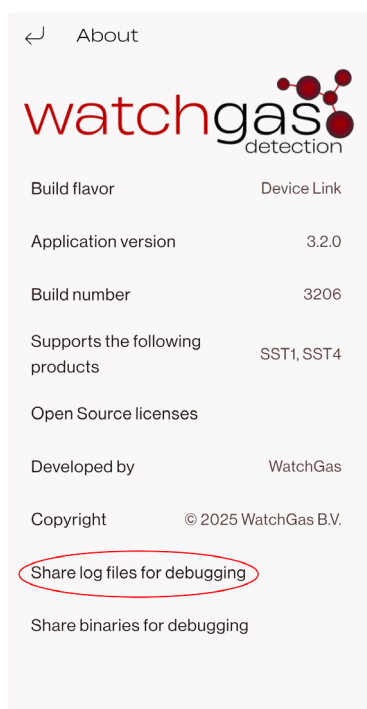 About
watchgas
detection
Build flavor Device Link
Application version 3.2.0
Build number 3206
Supports the following
products SST1, SST4
Open Source licenses
Developed by WatchGas
Copyright © 2025 WatchGas B.V.
Share log files for debugging
Share binaries for debugging